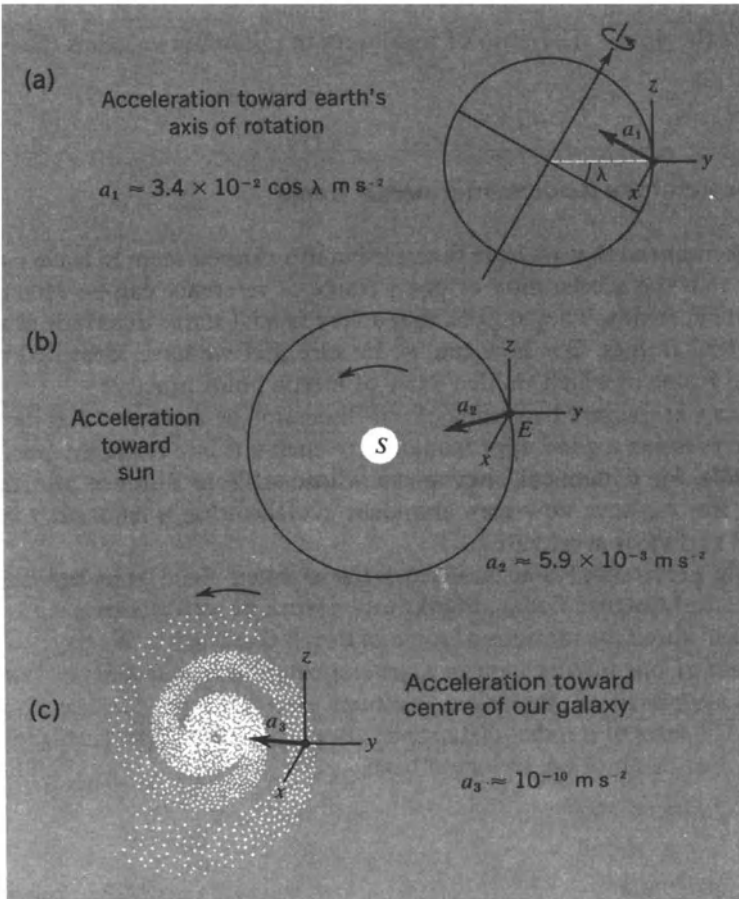 (a)
Acceleration toward earth's
axis of rotation
a₁ ≈ 3.4 × 10⁻² cos λ m s⁻²
z
a₁
y
λ
x
(b)
Acceleration
toward
sun
S
z
a₂
y
E
x
a₂ ≈ 5.9 × 10⁻³ m s⁻²
(c)
z
a₃
y
x
Acceleration toward
centre of our galaxy
a₃ ≈ 10⁻¹⁰ m s⁻²